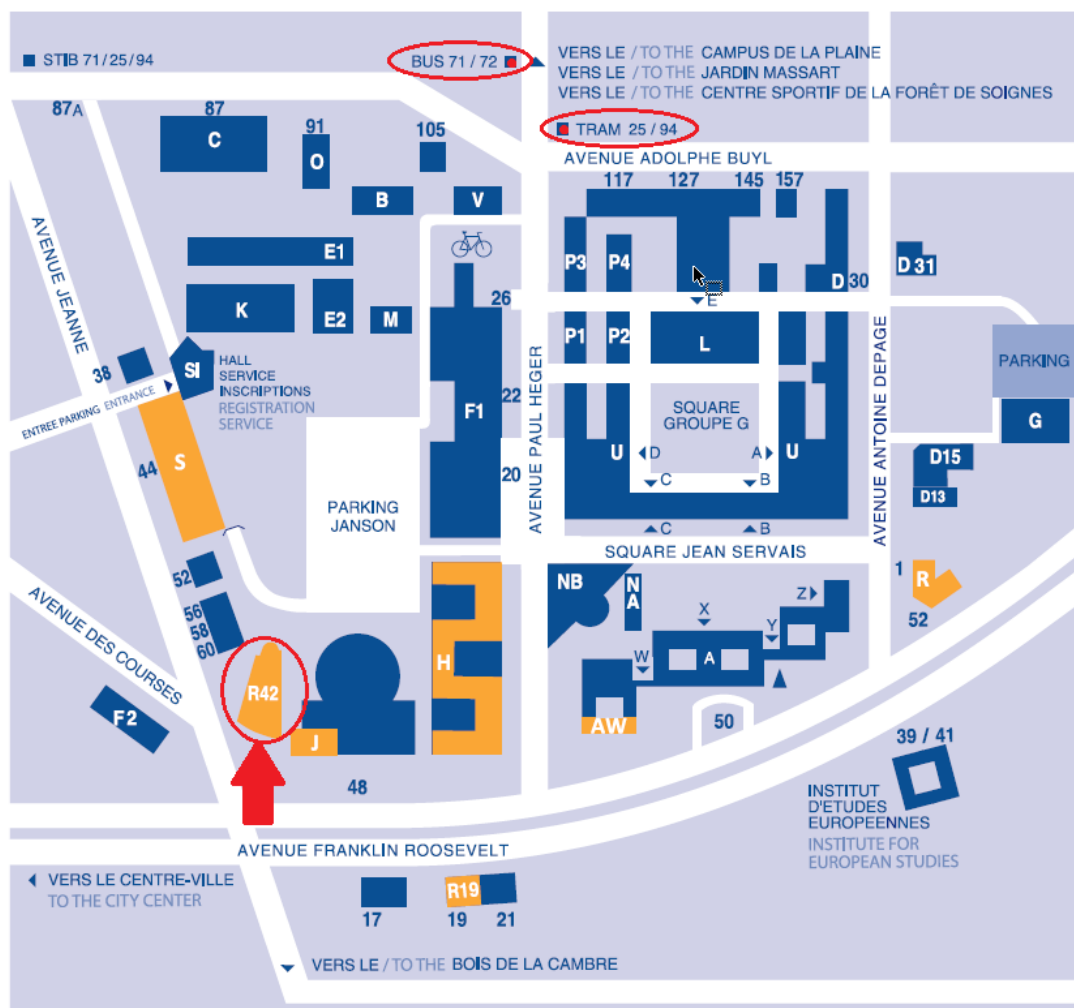 STIB 71/25/94
BUS 71 / 72
VERS LE / TO THE CAMPUS DE LA PLAINE
VERS LE / TO THE JARDIN MASSART
VERS LE / TO THE CENTRE SPORTIF DE LA FORÊT DE SOIGNES
TRAM 25 / 94
AVENUE ADOLPHE BUYL
87A
87
91
105
C
O
B
V
117
127
145
157
AVENUE JEANNE
E1
K
E2
M
26
P3
P4
D
30
D 31
E
P1
P2
L
38
SI
HALL
SERVICE
INSCRIPTIONS
REGISTRATION
SERVICE
ENTREE PARKING ENTRANCE
22
F1
AVENUE PAUL HEGER
SQUARE
GROUPE G
AVENUE ANTOINE DEPAGE
PARKING
G
44
S
20
U
D
A
U
C
B
D15
D13
PARKING
JANSON
C
B
SQUARE JEAN SERVAIS
52
56
58
60
AVENUE DES COURSES
NB
NA
X
Z
Y
W
A
1
R
52
F2
R42
H
J
AW
50
48
39 / 41
INSTITUT
D'ETUDES
EUROPEENNES
INSTITUTE FOR
EUROPEAN STUDIES
AVENUE FRANKLIN ROOSEVELT
VERS LE CENTRE-VILLE
TO THE CITY CENTER
R19
17
19
21
VERS LE / TO THE BOIS DE LA CAMBRE